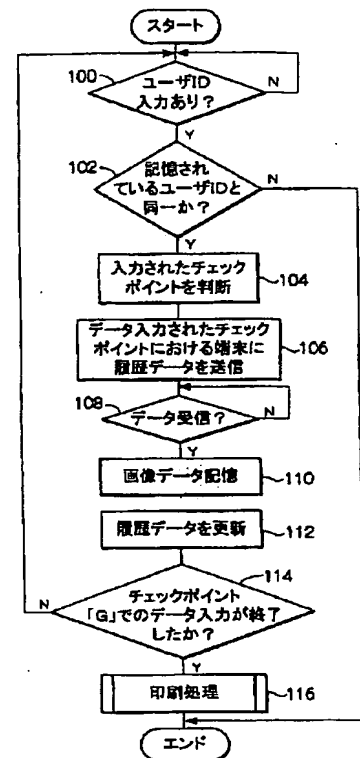 スタート
100
ユーザID
入力あり?
N
Y
102
記憶され
ているユーザIDと
同一か?
N
Y
入力されたチェック
ポイントを判断
104
データ入力されたチェック
ポイントにおける端末に
履歴データを送信
106
108
データ受信?
N
Y
画像データ記憶
110
履歴データを更新
112
114
チェックポイント
「G」でのデータ入力が終了
したか?
N
Y
印刷処理
116
エンド